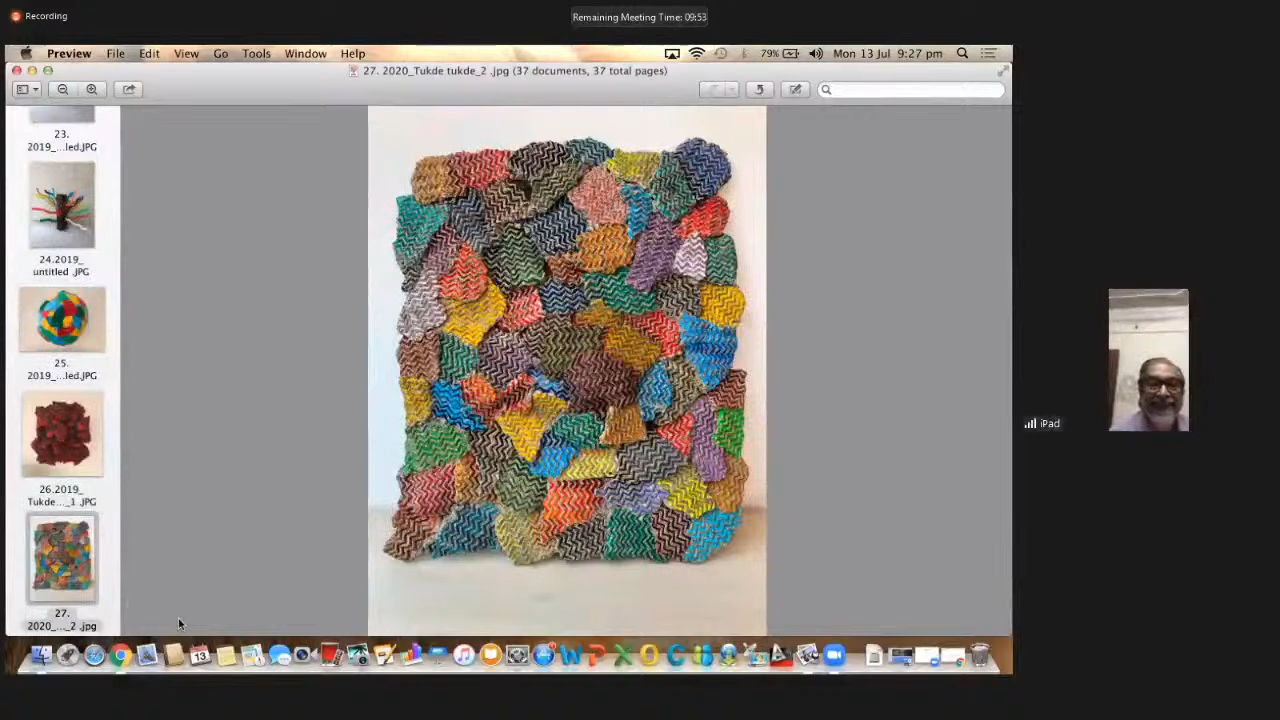 Recording
Remaining Meeting Time: 09:53
Preview File Edit View Go Tools Window Help
79%
Mon 13 Jul 9:27 pm
27. 2020_Tukde tukde_2 .jpg (37 documents, 37 total pages)
23.
2019_...led.JPG
24.2019_
untitled .JPG
25.
2019_...led.JPG
26.2019_
Tukde..._1 .JPG
27.
2020_..._2 .jpg
iPad
13